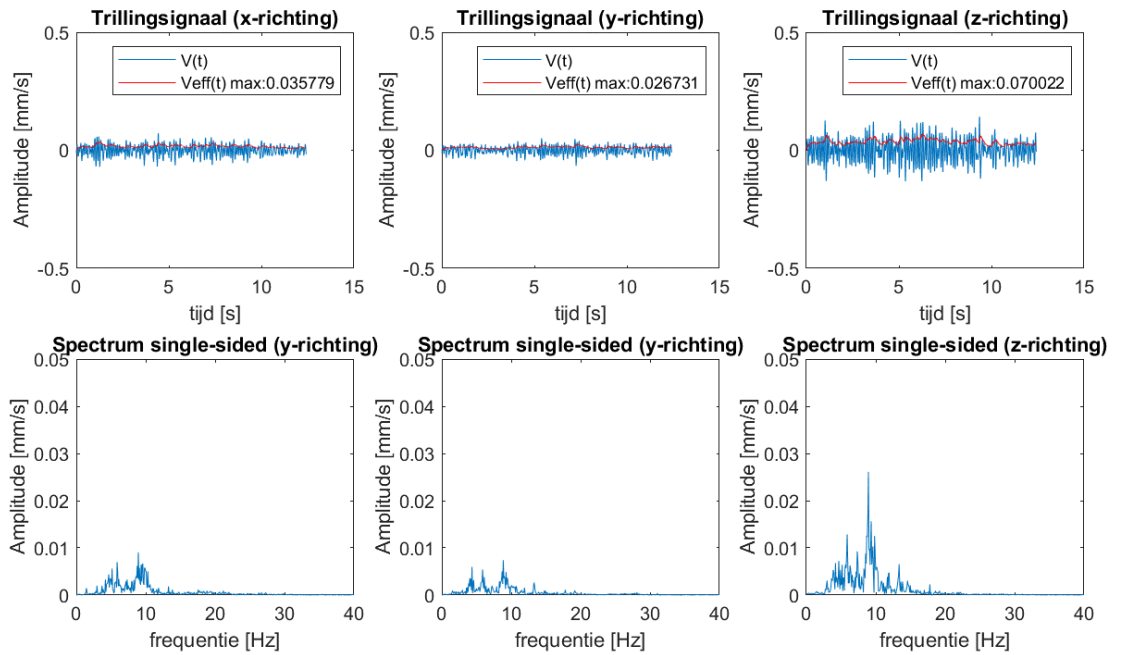 Trillingsignaal (x-richting)
0.5
0
-0.5
Amplitude [mm/s]
V(t)
Veff(t) max:0.035779
0 5 10 15
tijd [s]
Trillingsignaal (y-richting)
0.5
0
-0.5
Amplitude [mm/s]
V(t)
Veff(t) max:0.026731
0 5 10 15
tijd [s]
Trillingsignaal (z-richting)
0.5
0
-0.5
Amplitude [mm/s]
V(t)
Veff(t) max:0.070022
0 5 10 15
tijd [s]
Spectrum single-sided (y-richting)
0.05
0.04
0.03
0.02
0.01
0
Amplitude [mm/s]
0 10 20 30 40
frequentie [Hz]
Spectrum single-sided (y-richting)
0.05
0.04
0.03
0.02
0.01
0
Amplitude [mm/s]
0 10 20 30 40
frequentie [Hz]
Spectrum single-sided (z-richting)
0.05
0.04
0.03
0.02
0.01
0
Amplitude [mm/s]
0 10 20 30 40
frequentie [Hz]